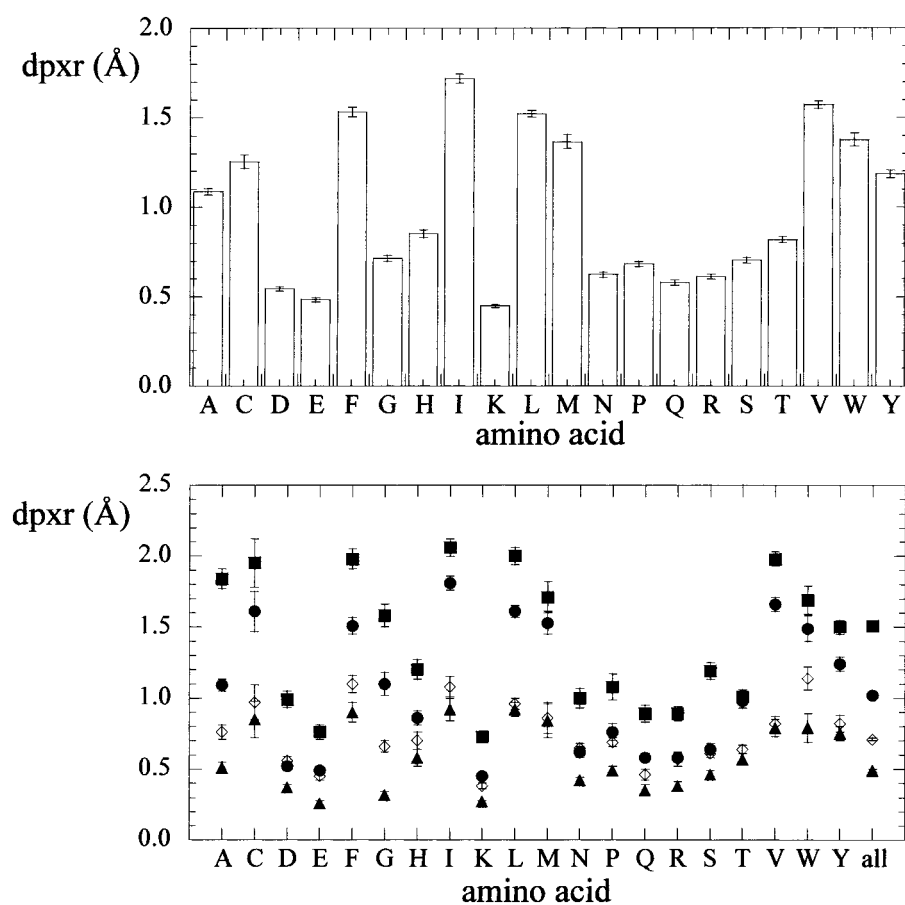 2.0
dpxr (Å)
1.5
1.0
0.5
0.0
A C D E F G H I K L M N P Q R S T V W Y
amino acid
2.5
dpxr (Å)
2.0
1.5
1.0
0.5
0.0
A C D E F G H I K L M N P Q R S T V W Y all
amino acid